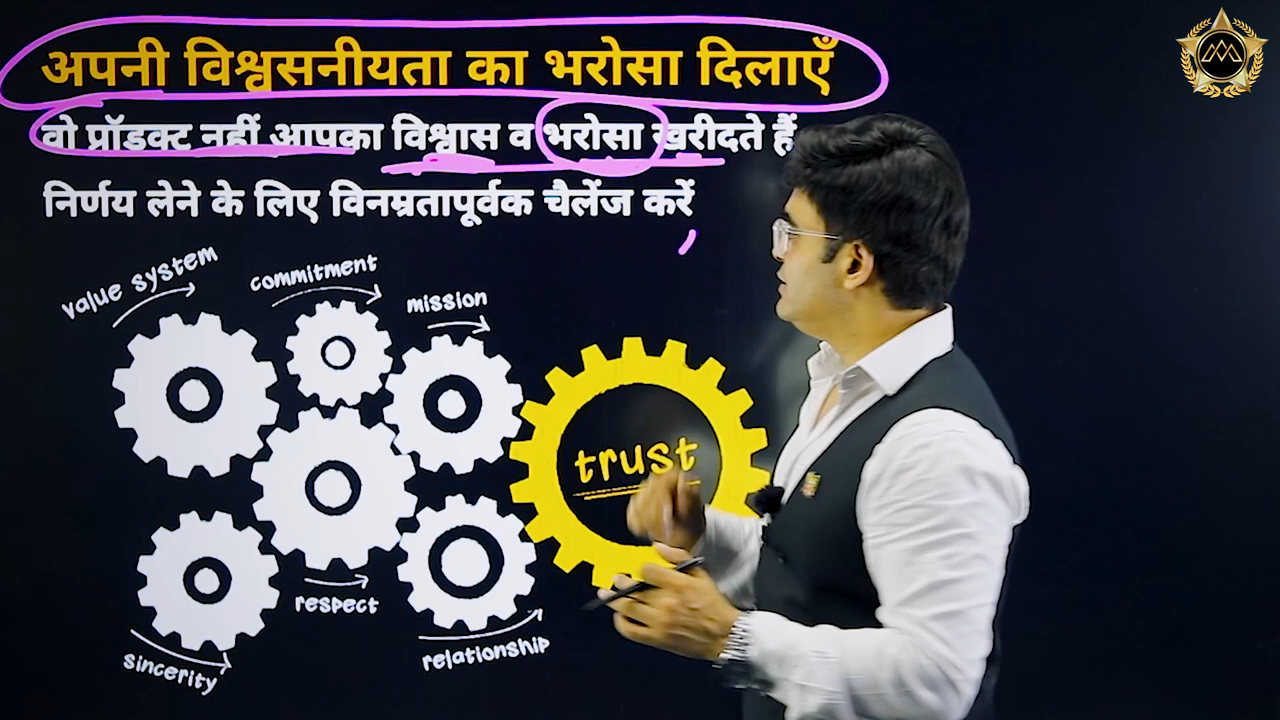 अपनी विश्वसनीयता का भरोसा दिलाएँ
वो प्रॉडक्ट नहीं आपका विश्वास व भरोसा खरीदते हैं
निर्णय लेने के लिए विनम्रतापूर्वक चैलेंज करें
value system
commitment
mission
trust
respect
sincerity
relationship